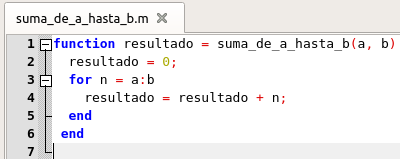 suma_de_a_hasta_b.m
1 function resultado = suma_de_a_hasta_b(a, b)
2 resultado = 0;
3 for n = a:b
4 resultado = resultado + n;
5 end
6 end
7